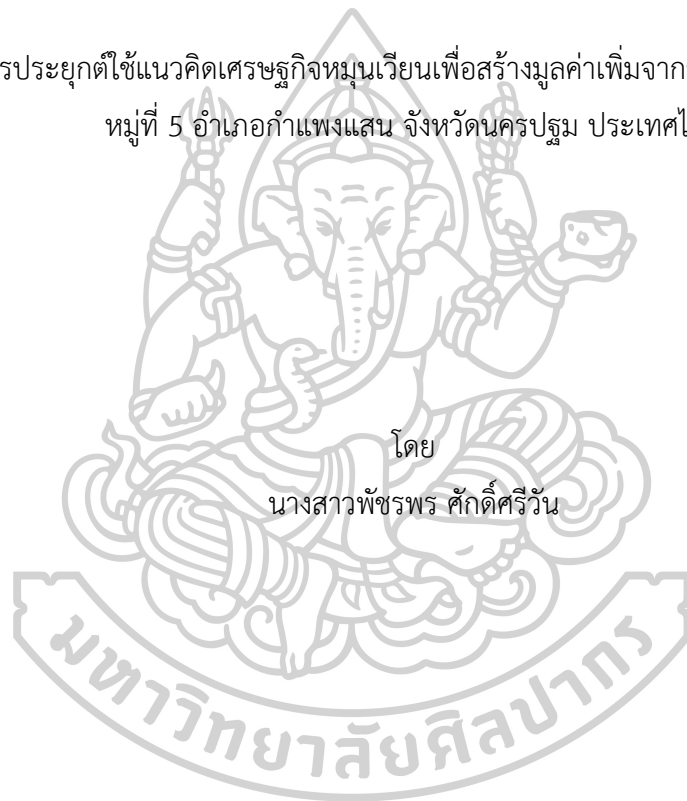 รประยุกต์ใช้แนวคิดเศรษฐกิจหมุนเวียนเพื่อสร้างมูลค่าเพิ่มจาก
หมู่ที่ 5 อำเภอกำแพงแสน จังหวัดนครปฐม ประเทศไ
โดย
นางสาวพัชรพร ศักดิ์ศรีวัน
มหาวิทยาลัยศิลปากร